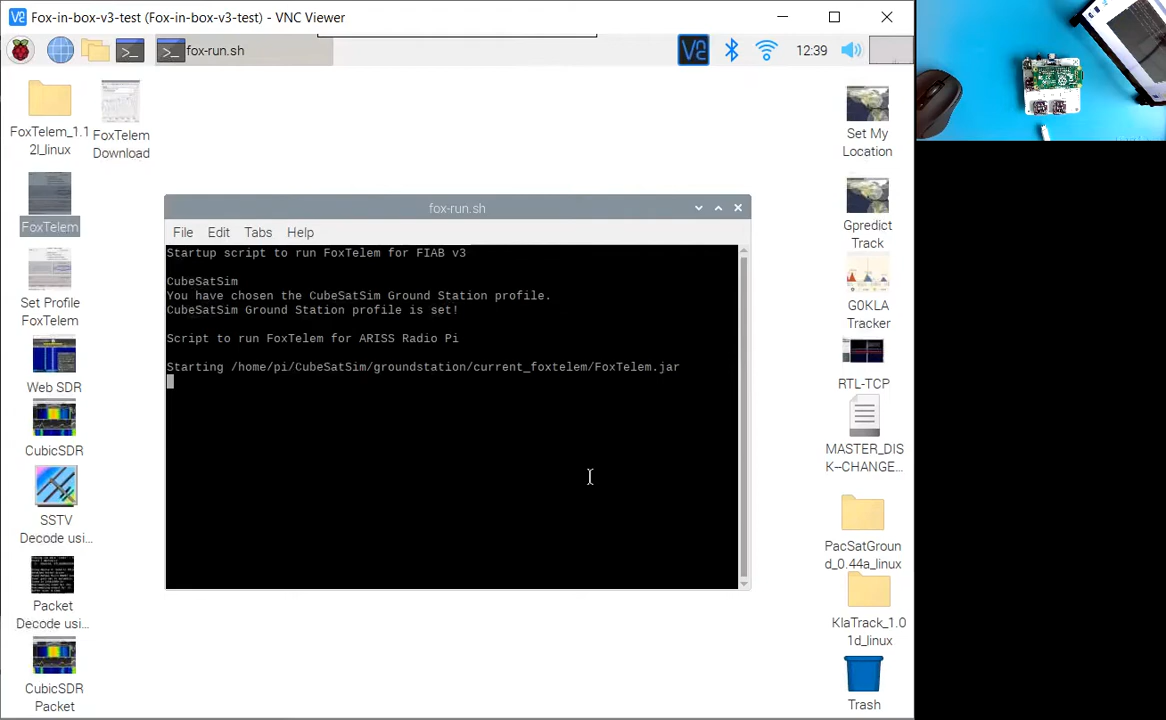 Fox-in-box-v3-test (Fox-in-box-v3-test) - VNC Viewer
fox-run.sh
12:39
FoxTelem_1.1
2l_linux
FoxTelem
Download
FoxTelem
Set Profile
FoxTelem
Web SDR
CubicSDR
SSTV
Decode usi...
Packet
Decode usi...
CubicSDR
Packet
fox-run.sh
File Edit Tabs Help
Startup script to run FoxTelem for FIAB v3
CubeSatSim
You have chosen the CubeSatSim Ground Station profile.
CubeSatSim Ground Station profile is set!
Script to run FoxTelem for ARISS Radio Pi
Starting /home/pi/CubeSatSim/groundstation/current_foxtelem/FoxTelem.jar
Set My
Location
Gpredict
Track
G0KLA
Tracker
RTL-TCP
MASTER_DIS
K--CHANGE...
PacSatGroun
d_0.44a_linux
KlaTrack_1.0
1d_linux
Trash